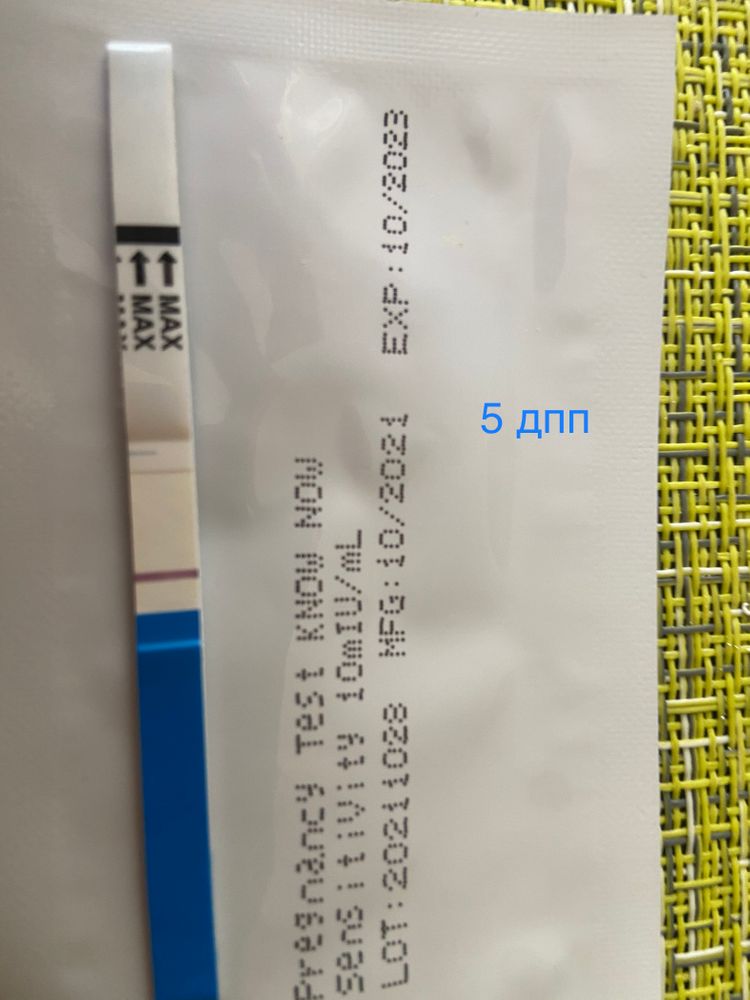 Pregnancy Test KNOW NOW
Sensitivity 10mIU/mL
LOT:20211028 MFG:10/2021 EXP:10/2023
MAX
MAX
5 дпп